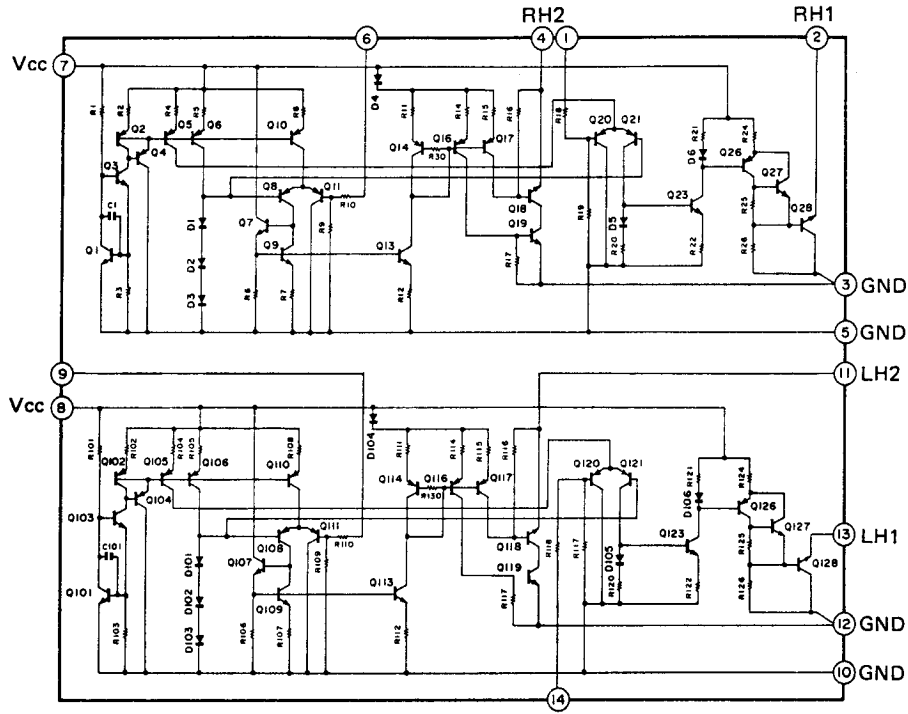 RH2
RH1
6
4
1
2
Vcc
7
D4
R1
R2
R4
R5
R8
R11
R14
R15
R16
R18
Q2
Q5
Q6
Q10
Q20
Q21
R21
R24
Q4
Q14
Q16
Q17
R30
D6
Q26
Q3
Q27
C1
Q8
Q11
R10
Q18
Q23
R25
Q28
D1
Q7
R9
Q19
R19
D5
Q1
Q9
Q13
R17
R20
R22
R26
D2
R3
D3
R6
R7
R12
3
GND
5
GND
9
11
LH2
Vcc
8
D104
R101
R102
R104
R105
R108
R111
R114
R115
R116
Q102
Q105
Q106
Q110
Q114
Q116
Q117
Q120
Q121
R121
R124
Q104
R130
D106
Q126
Q103
Q127
C101
Q108
Q111
R110
Q118
R118
R117
Q123
R125
13
LH1
Q107
R109
D101
Q119
D105
Q128
Q101
Q109
Q113
R117
R120
R122
R126
D102
R103
D103
R106
R107
R112
12
GND
10
GND
14